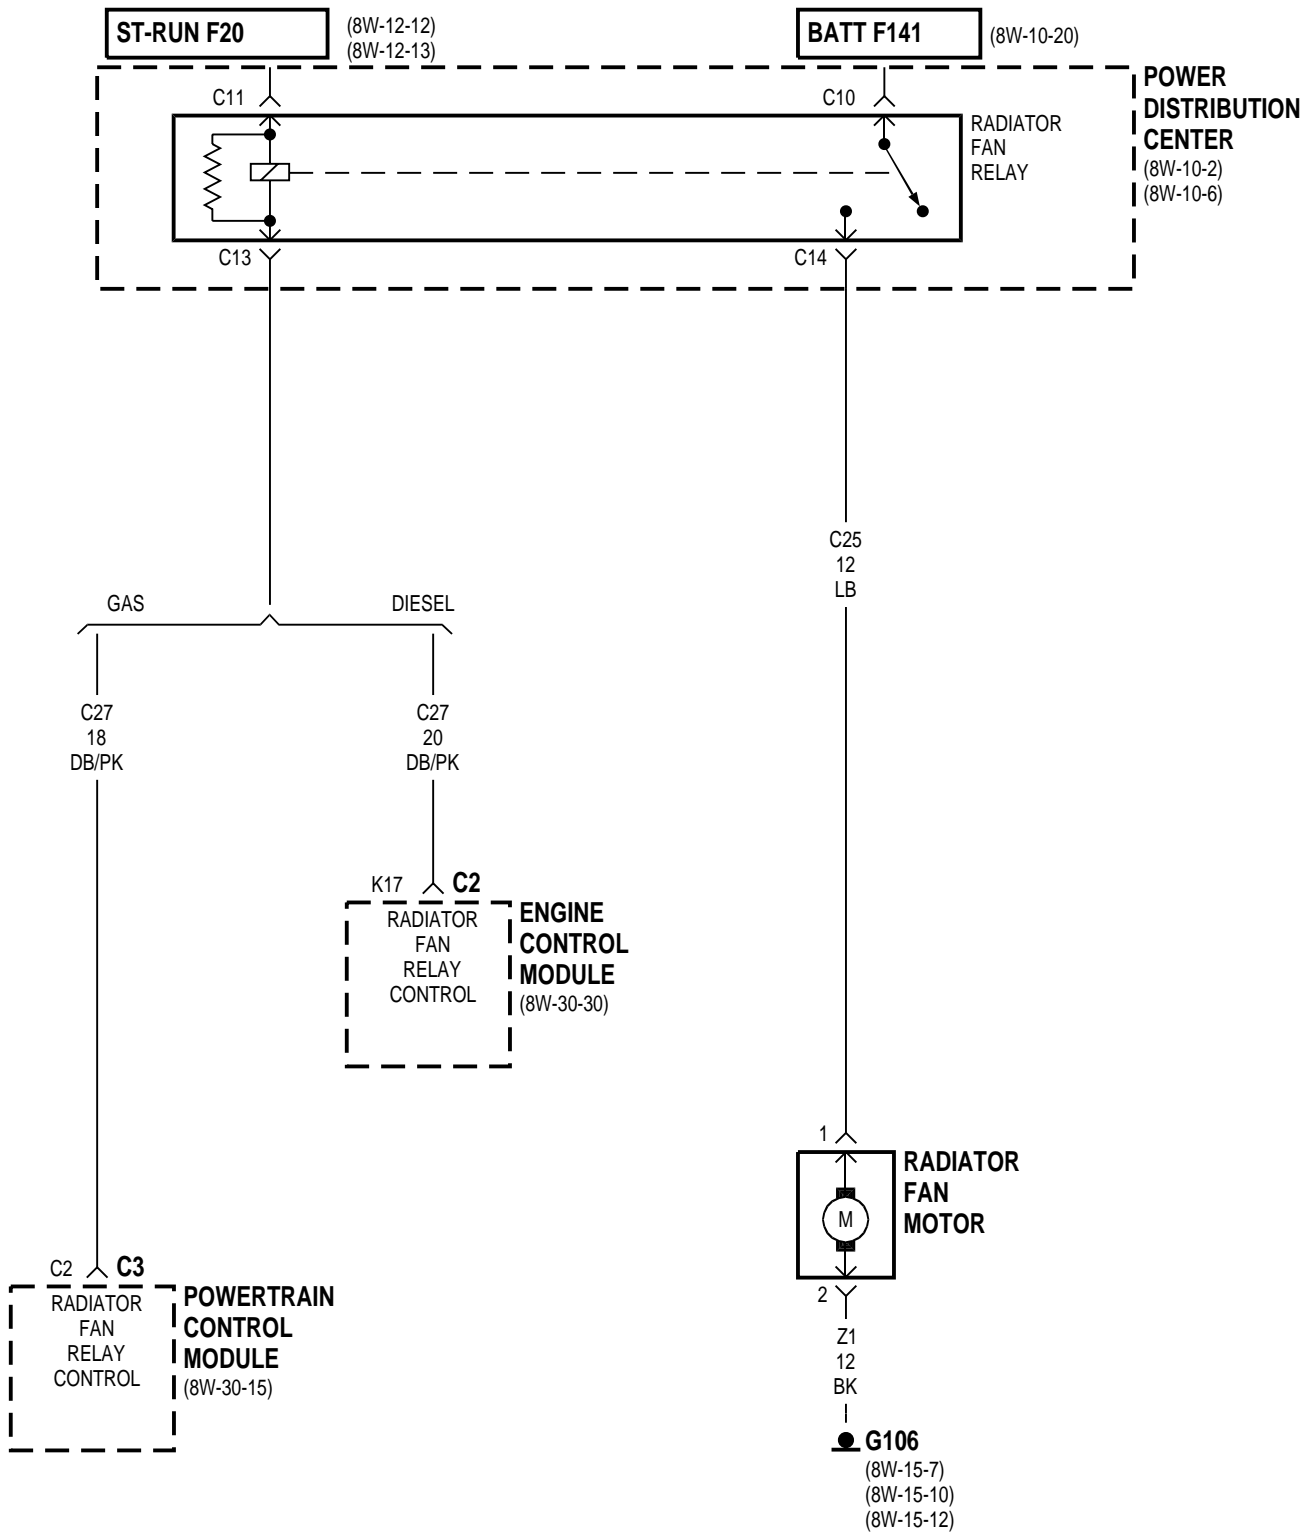 ST-RUN F20
(8W-12-12)
(8W-12-13)
BATT F141
(8W-10-20)
POWER
DISTRIBUTION
CENTER
(8W-10-2)
(8W-10-6)
C11
C10
RADIATOR
FAN
RELAY
C13
C14
C25
12
LB
GAS
DIESEL
C27
18
DB/PK
C27
20
DB/PK
K17
C2
RADIATOR
FAN
RELAY
CONTROL
ENGINE
CONTROL
MODULE
(8W-30-30)
1
RADIATOR
FAN
MOTOR
M
2
C2
C3
RADIATOR
FAN
RELAY
CONTROL
POWERTRAIN
CONTROL
MODULE
(8W-30-15)
Z1
12
BK
G106
(8W-15-7)
(8W-15-10)
(8W-15-12)